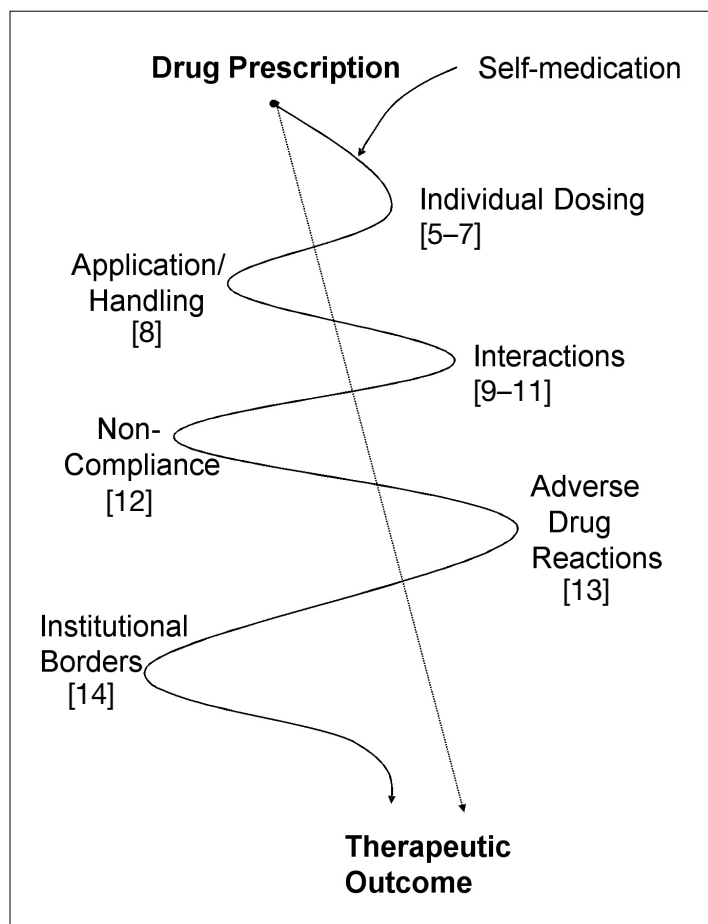 Drug Prescription
Self-medication
Individual Dosing
[5–7]
Application/
Handling
[8]
Interactions
[9–11]
Non-
Compliance
[12]
Adverse
Drug
Reactions
[13]
Institutional
Borders
[14]
Therapeutic
Outcome